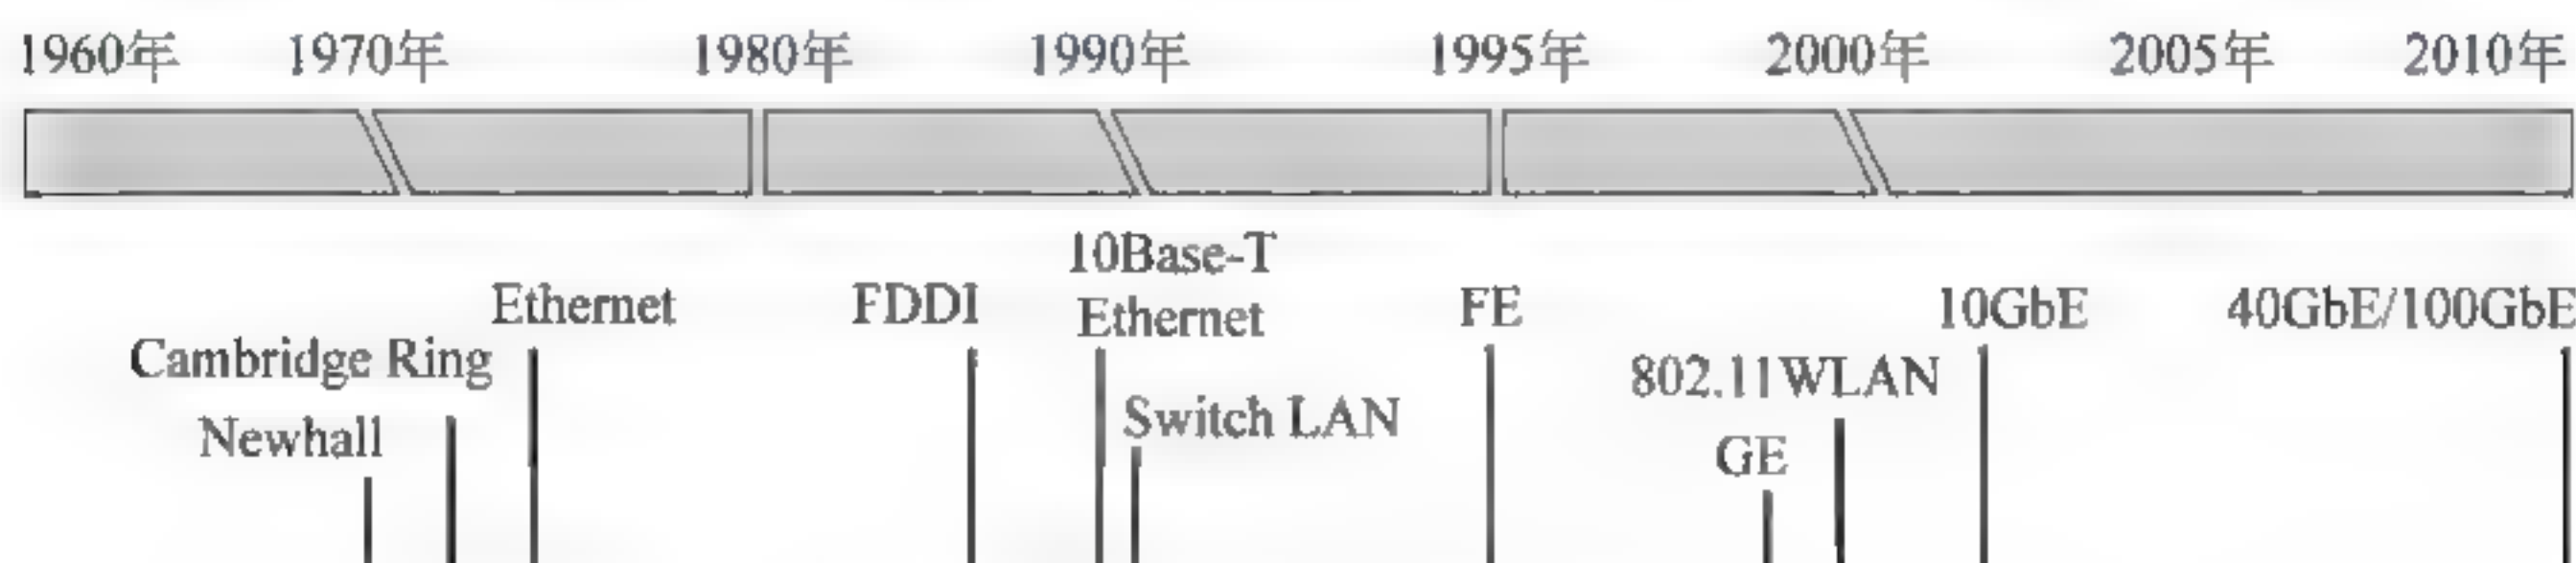 1960年 1970年 1980年 1990年 1995年 2000年 2005年 2010年
10Base-T
Ethernet FDDI Ethernet FE 10GbE 40GbE/100GbE
Cambridge Ring 802.11WLAN
Switch LAN
Newhall GE